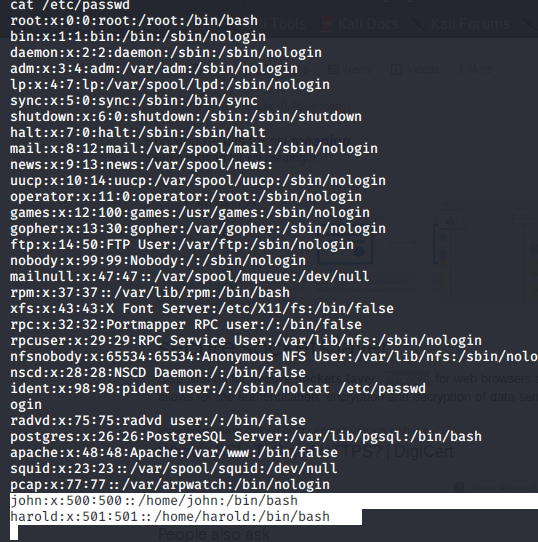 cat /etc/passwd
root:x:0:0:root:/root:/bin/bash
bin:x:1:1:bin:/bin:/sbin/nologin
daemon:x:2:2:daemon:/sbin:/sbin/nologin
adm:x:3:4:adm:/var/adm:/sbin/nologin
lp:x:4:7:lp:/var/spool/lpd:/sbin/nologin
sync:x:5:0:sync:/sbin:/bin/sync
shutdown:x:6:0:shutdown:/sbin:/sbin/shutdown
halt:x:7:0:halt:/sbin:/sbin/halt
mail:x:8:12:mail:/var/spool/mail:/sbin/nologin
news:x:9:13:news:/var/spool/news:
uucp:x:10:14:uucp:/var/spool/uucp:/sbin/nologin
operator:x:11:0:operator:/root:/sbin/nologin
games:x:12:100:games:/usr/games:/sbin/nologin
gopher:x:13:30:gopher:/var/gopher:/sbin/nologin
ftp:x:14:50:FTP User:/var/ftp:/sbin/nologin
nobody:x:99:99:Nobody:/:/sbin/nologin
mailnull:x:47:47::/var/spool/mqueue:/dev/null
rpm:x:37:37::/var/lib/rpm:/bin/bash
xfs:x:43:43:X Font Server:/etc/X11/fs:/bin/false
rpc:x:32:32:Portmapper RPC user:/:/bin/false
rpcuser:x:29:29:RPC Service User:/var/lib/nfs:/sbin/nologin
nfsnobody:x:65534:65534:Anonymous NFS User:/var/lib/nfs:/sbin/nolo
nscd:x:28:28:NSCD Daemon:/:/bin/false
ident:x:98:98:pident user:/:/sbin/nolcat /etc/passwd
ogin
radvd:x:75:75:radvd user:/:/bin/false
postgres:x:26:26:PostgreSQL Server:/var/lib/pgsql:/bin/bash
apache:x:48:48:Apache:/var/www:/bin/false
squid:x:23:23::/var/spool/squid:/dev/null
pcap:x:77:77::/var/arpwatch:/bin/nologin
john:x:500:500::/home/john:/bin/bash
harold:x:501:501::/home/harold:/bin/bash
Tools
Kali Docs
Kali Forums
TTPS? | DigiCert
People also ask